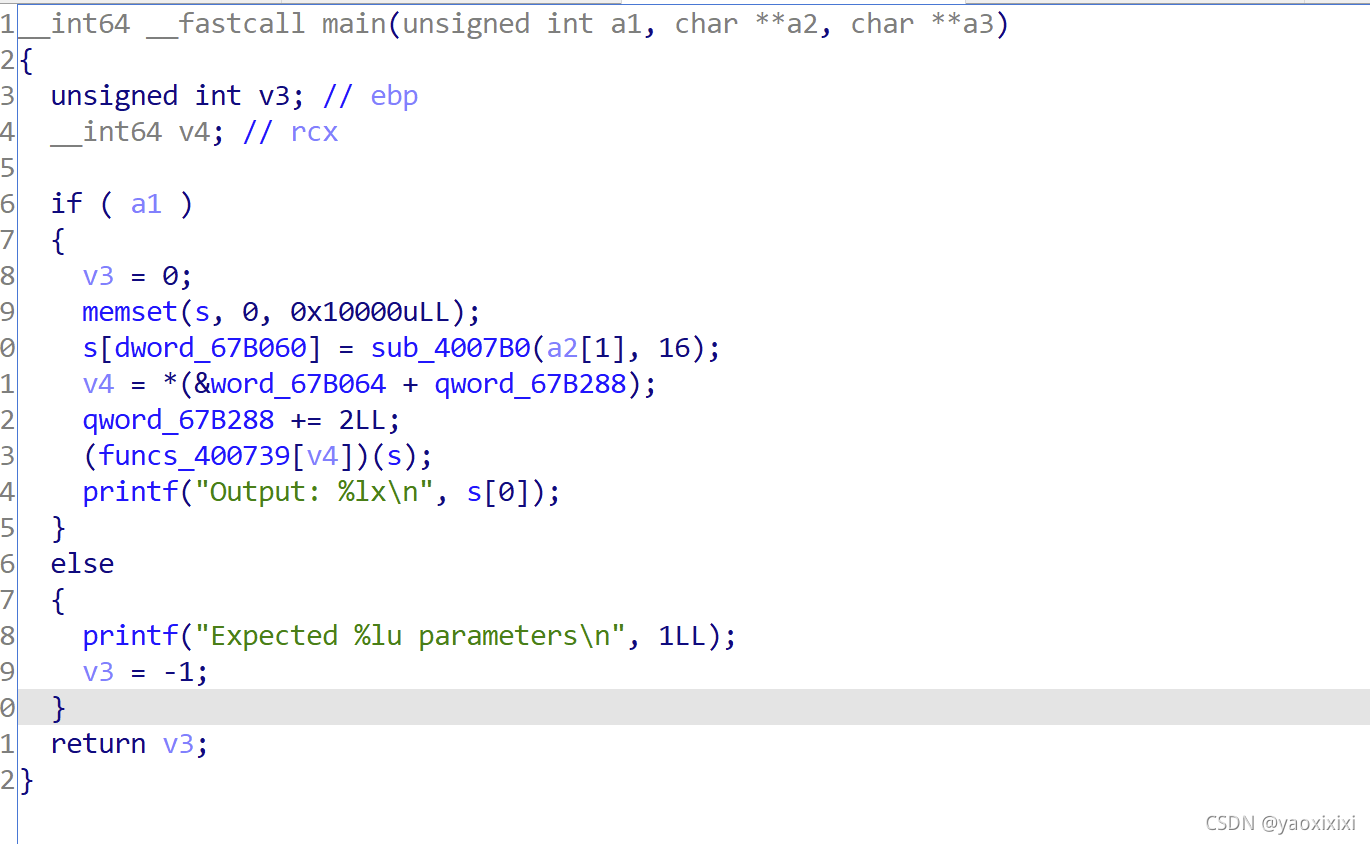 1__int64 __fastcall main(unsigned int a1, char **a2, char **a3)
2{
3  unsigned int v3; // ebp
4  __int64 v4; // rcx
5
6  if ( a1 )
7  {
8    v3 = 0;
9    memset(s, 0, 0x10000uLL);
0    s[dword_67B060] = sub_4007B0(a2[1], 16);
1    v4 = *(&word_67B064 + qword_67B288);
2    qword_67B288 += 2LL;
3    (funcs_400739[v4])(s);
4    printf("Output: %lx\n", s[0]);
5  }
6  else
7  {
8    printf("Expected %lu parameters\n", 1LL);
9    v3 = -1;
0  }
1  return v3;
2}
CSDN @yaoxixixi